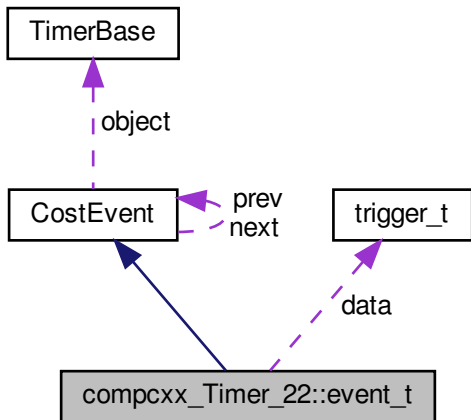 TimerBase
object
CostEvent
prev
next
trigger_t
data
compcxx_Timer_22::event_t